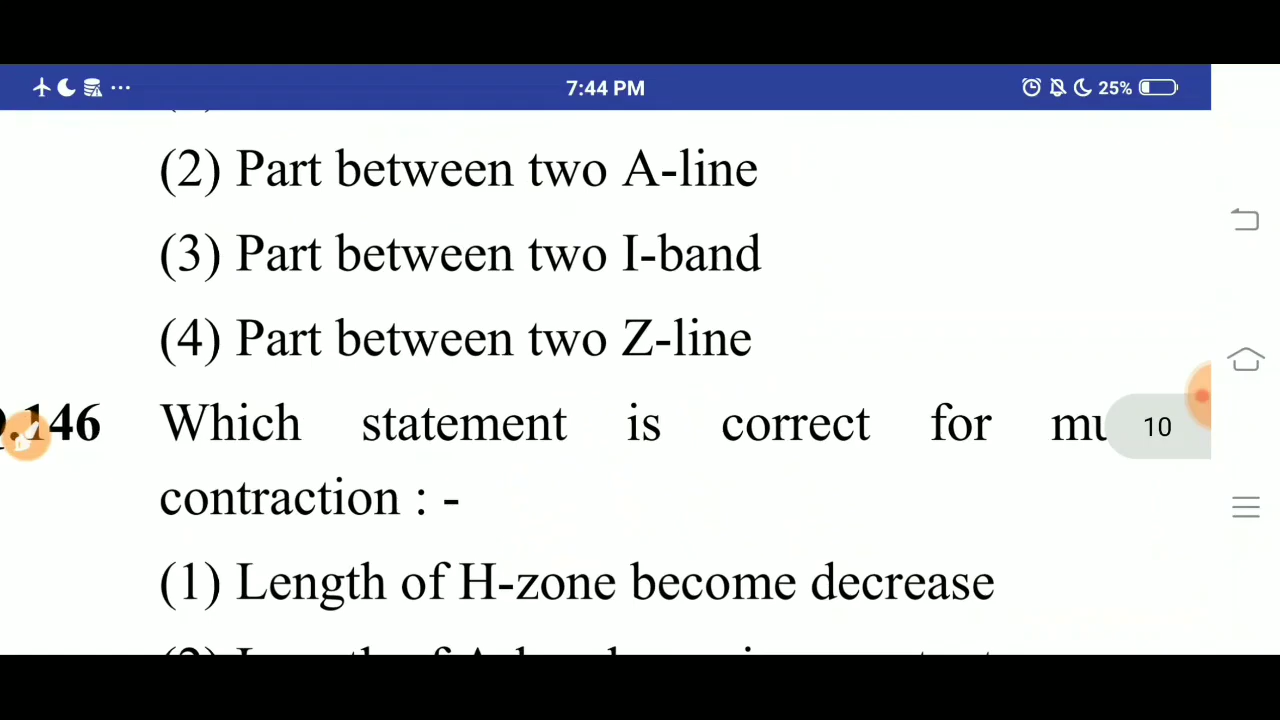 7:44 PM
25%
(2) Part between two A-line
(3) Part between two I-band
(4) Part between two Z-line
146 Which statement is correct for
10
contraction : -
(1) Length of H-zone become decrease